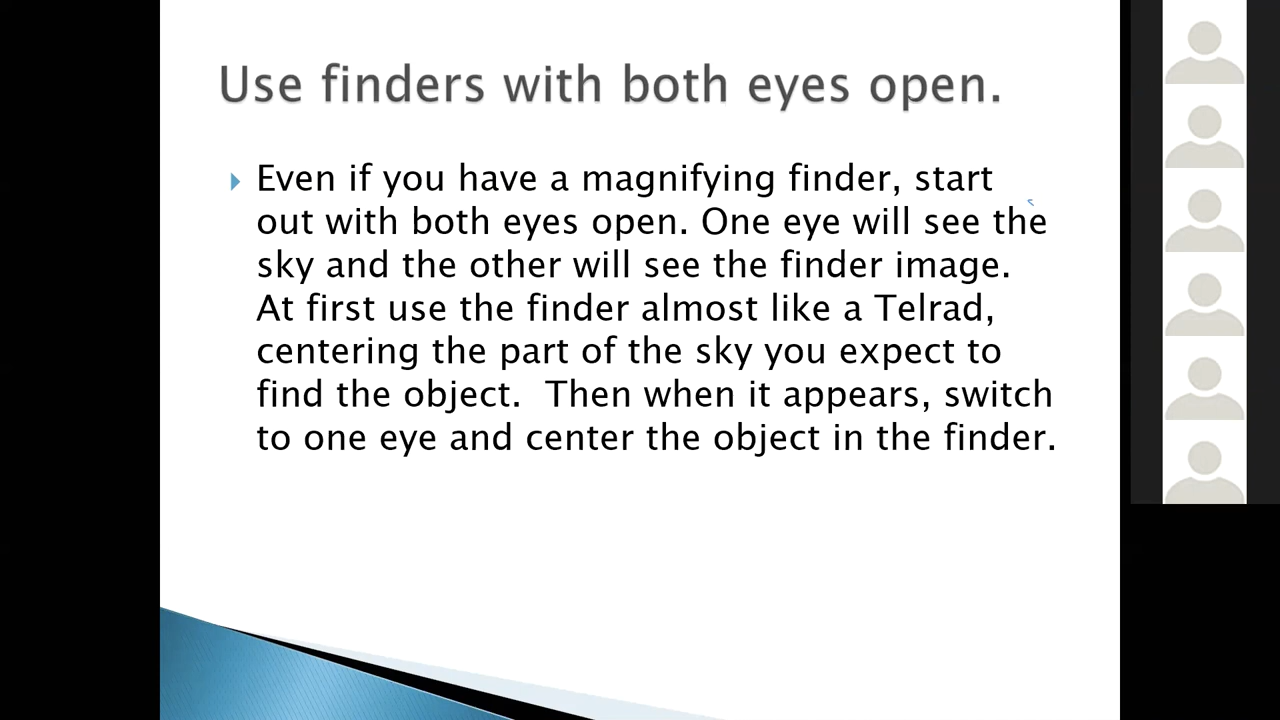 Use finders with both eyes open.
Even if you have a magnifying finder, start
out with both eyes open. One eye will see the
sky and the other will see the finder image.
At first use the finder almost like a Telrad,
centering the part of the sky you expect to
find the object.  Then when it appears, switch
to one eye and center the object in the finder.